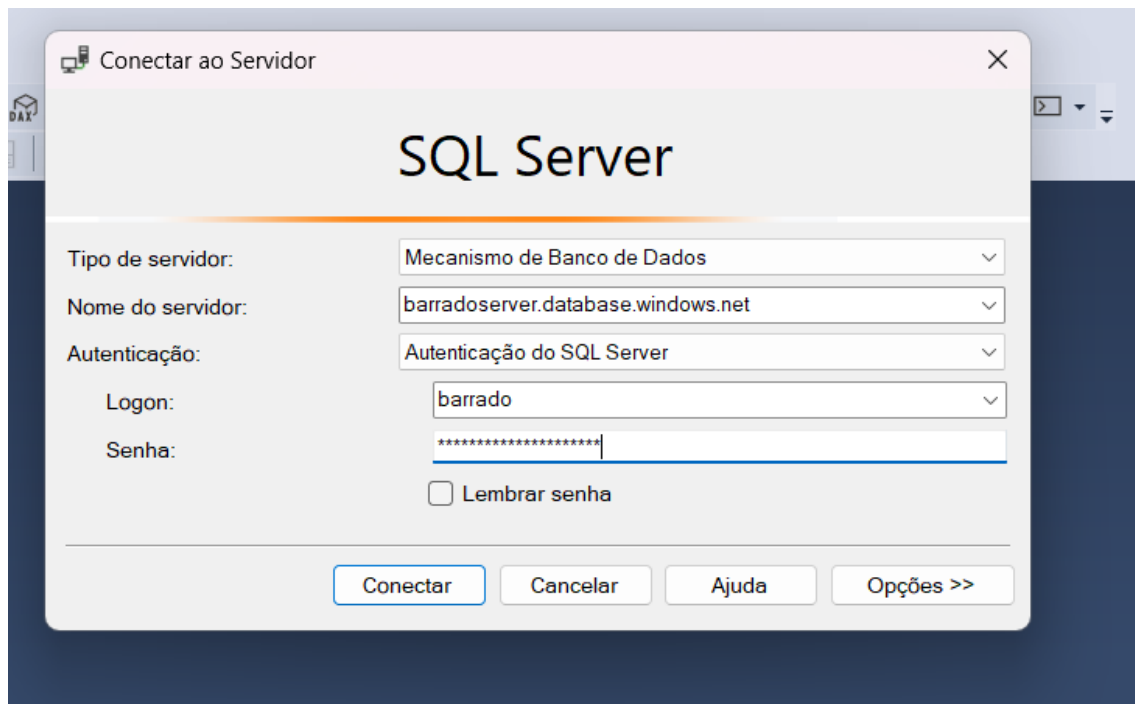 Conectar ao Servidor
DAX
SQL Server
Tipo de servidor: Mecanismo de Banco de Dados
Nome do servidor: barradoserver.database.windows.net
Autenticação: Autenticação do SQL Server
Logon: barrado
Senha: *********************
Lembrar senha
Conectar Cancelar Ajuda Opções >>